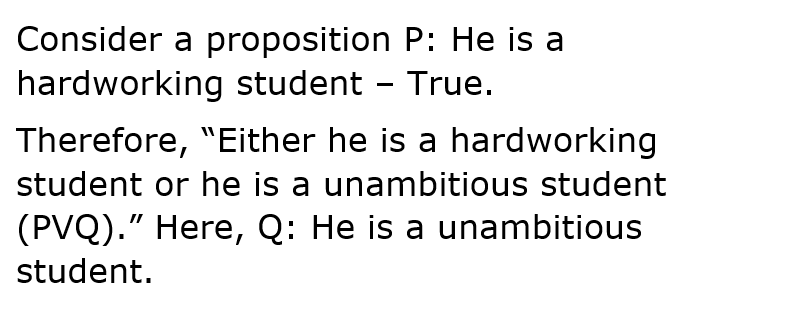 Consider a proposition P: He is a
hardworking student – True.
Therefore, “Either he is a hardworking
student or he is a unambitious student
(PVQ).” Here, Q: He is a unambitious
student.